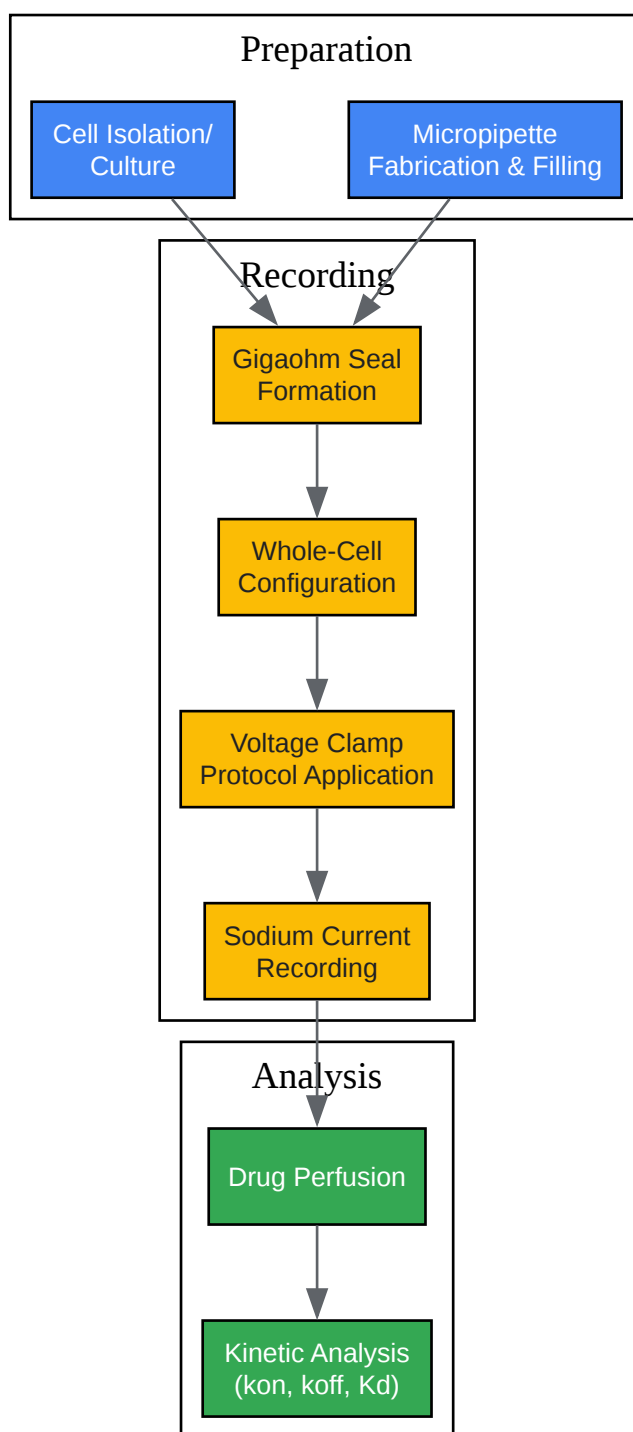 Preparation
Cell Isolation/
Culture
Micropipette
Fabrication & Filling
Recording
Gigaohm Seal
Formation
Whole-Cell
Configuration
Voltage Clamp
Protocol Application
Sodium Current
Recording
Analysis
Drug Perfusion
Kinetic Analysis
(kon, koff, Kd)